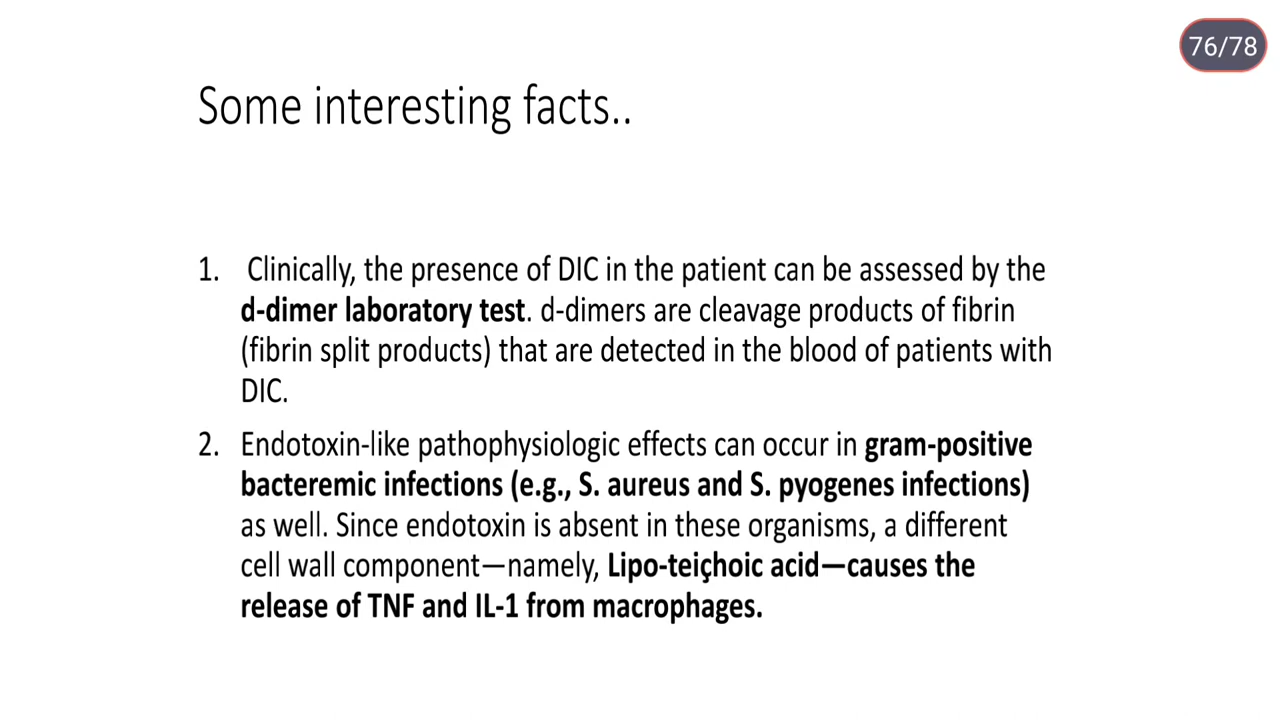 76/78
Some interesting facts..
1. Clinically, the presence of DIC in the patient can be assessed by the
d-dimer laboratory test. d-dimers are cleavage products of fibrin
(fibrin split products) that are detected in the blood of patients with
DIC.
2. Endotoxin-like pathophysiologic effects can occur in gram-positive
bacteremic infections (e.g., S. aureus and S. pyogenes infections)
as well. Since endotoxin is absent in these organisms, a different
cell wall component—namely, Lipo-teiçhoic acid—causes the
release of TNF and IL-1 from macrophages.